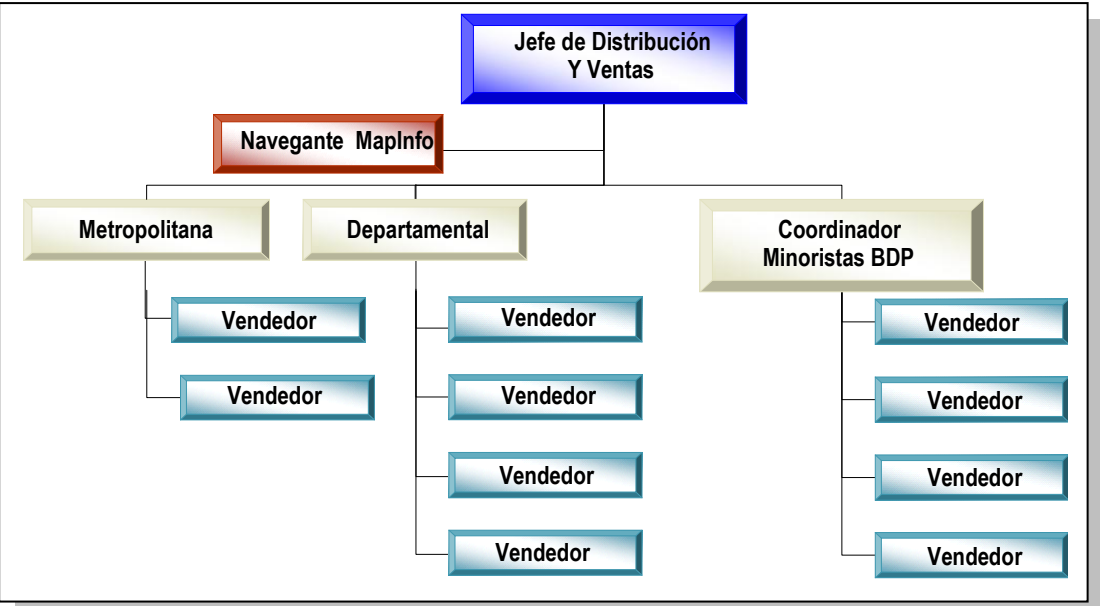 Jefe de Distribución
Y Ventas
Navegante MapInfo
Metropolitana
Departamental
Coordinador
Minoristas BDP
Vendedor
Vendedor
Vendedor
Vendedor
Vendedor
Vendedor
Vendedor
Vendedor
Vendedor
Vendedor